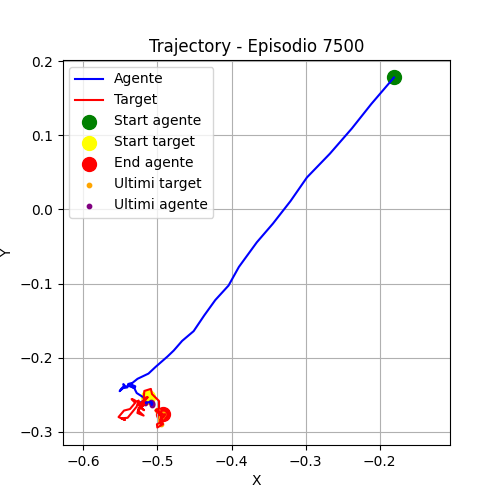 Trajectory - Episodio 7500
Agente
Target
Start agente
Start target
End agente
Ultimi target
Ultimi agente
0.2
0.1
0.0
−0.1
−0.2
−0.3
Y
−0.6
−0.5
−0.4
−0.3
−0.2
X